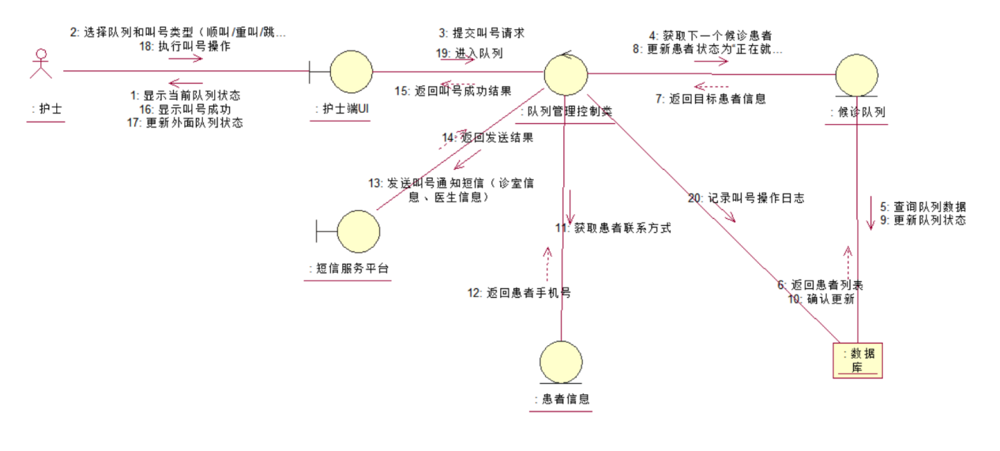 2: 选择队列和叫号类型（顺叫/重叫/跳...
18: 执行叫号操作
1: 显示当前队列状态
16: 显示叫号成功
17: 更新外面队列状态
: 护士
: 护士端UI
3: 提交叫号请求
19: 进入队列
15: 返回叫号成功结果
: 队列管理控制类
4: 获取下一个候诊患者
8: 更新患者状态为“正在就...
7: 返回目标患者信息
: 候诊队列
14: 返回发送结果
13: 发送叫号通知短信（诊室信
息、医生信息）
: 短信服务平台
11: 获取患者联系方式
12: 返回患者手机号
: 患者信息
20: 记录叫号操作日志
5: 查询队列数据
9: 更新队列状态
6: 返回患者列表
10: 确认更新
: 数据
库